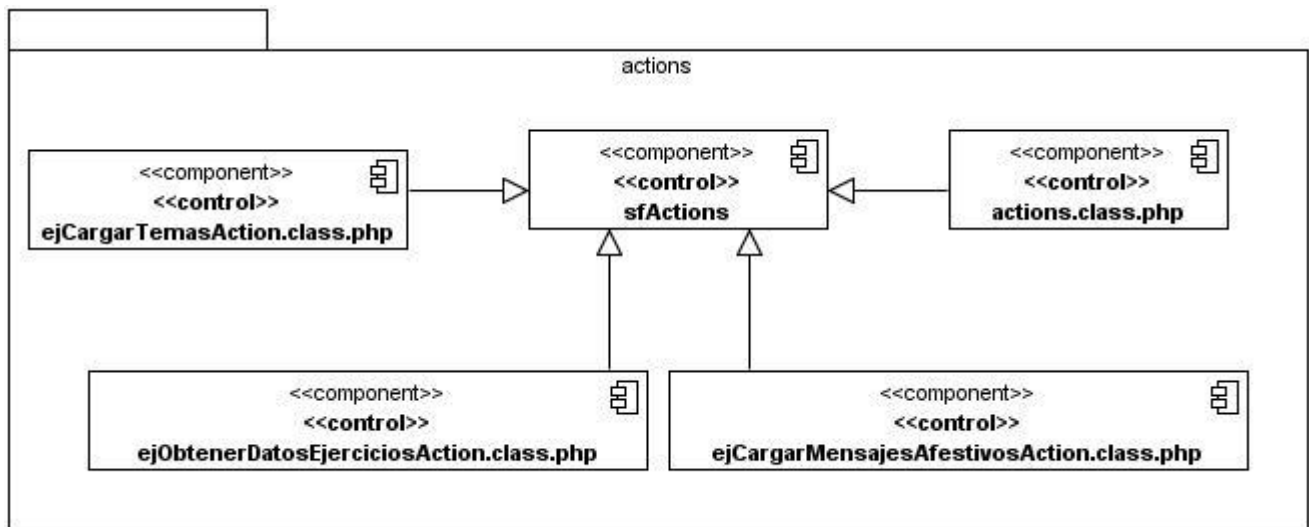 actions
<<component>>
<<control>>
ejCargarTemasAction.class.php
<<component>>
<<control>>
sfActions
<<component>>
<<control>>
actions.class.php
<<component>>
<<control>>
ejObtenerDatosEjerciciosAction.class.php
<<component>>
<<control>>
ejCargarMensajesAfestivosAction.class.php